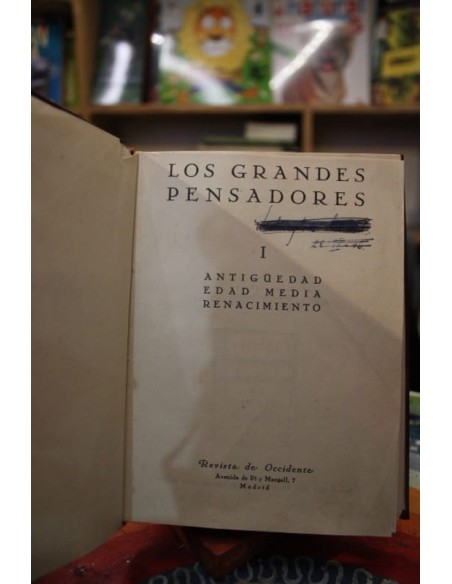 LOS GRANDES
PENSADORES
I
ANTIGÜEDAD
EDAD MEDIA
RENACIMIENTO
Revista de Occidente
Avenida de Pi y Margall, 7
Madrid